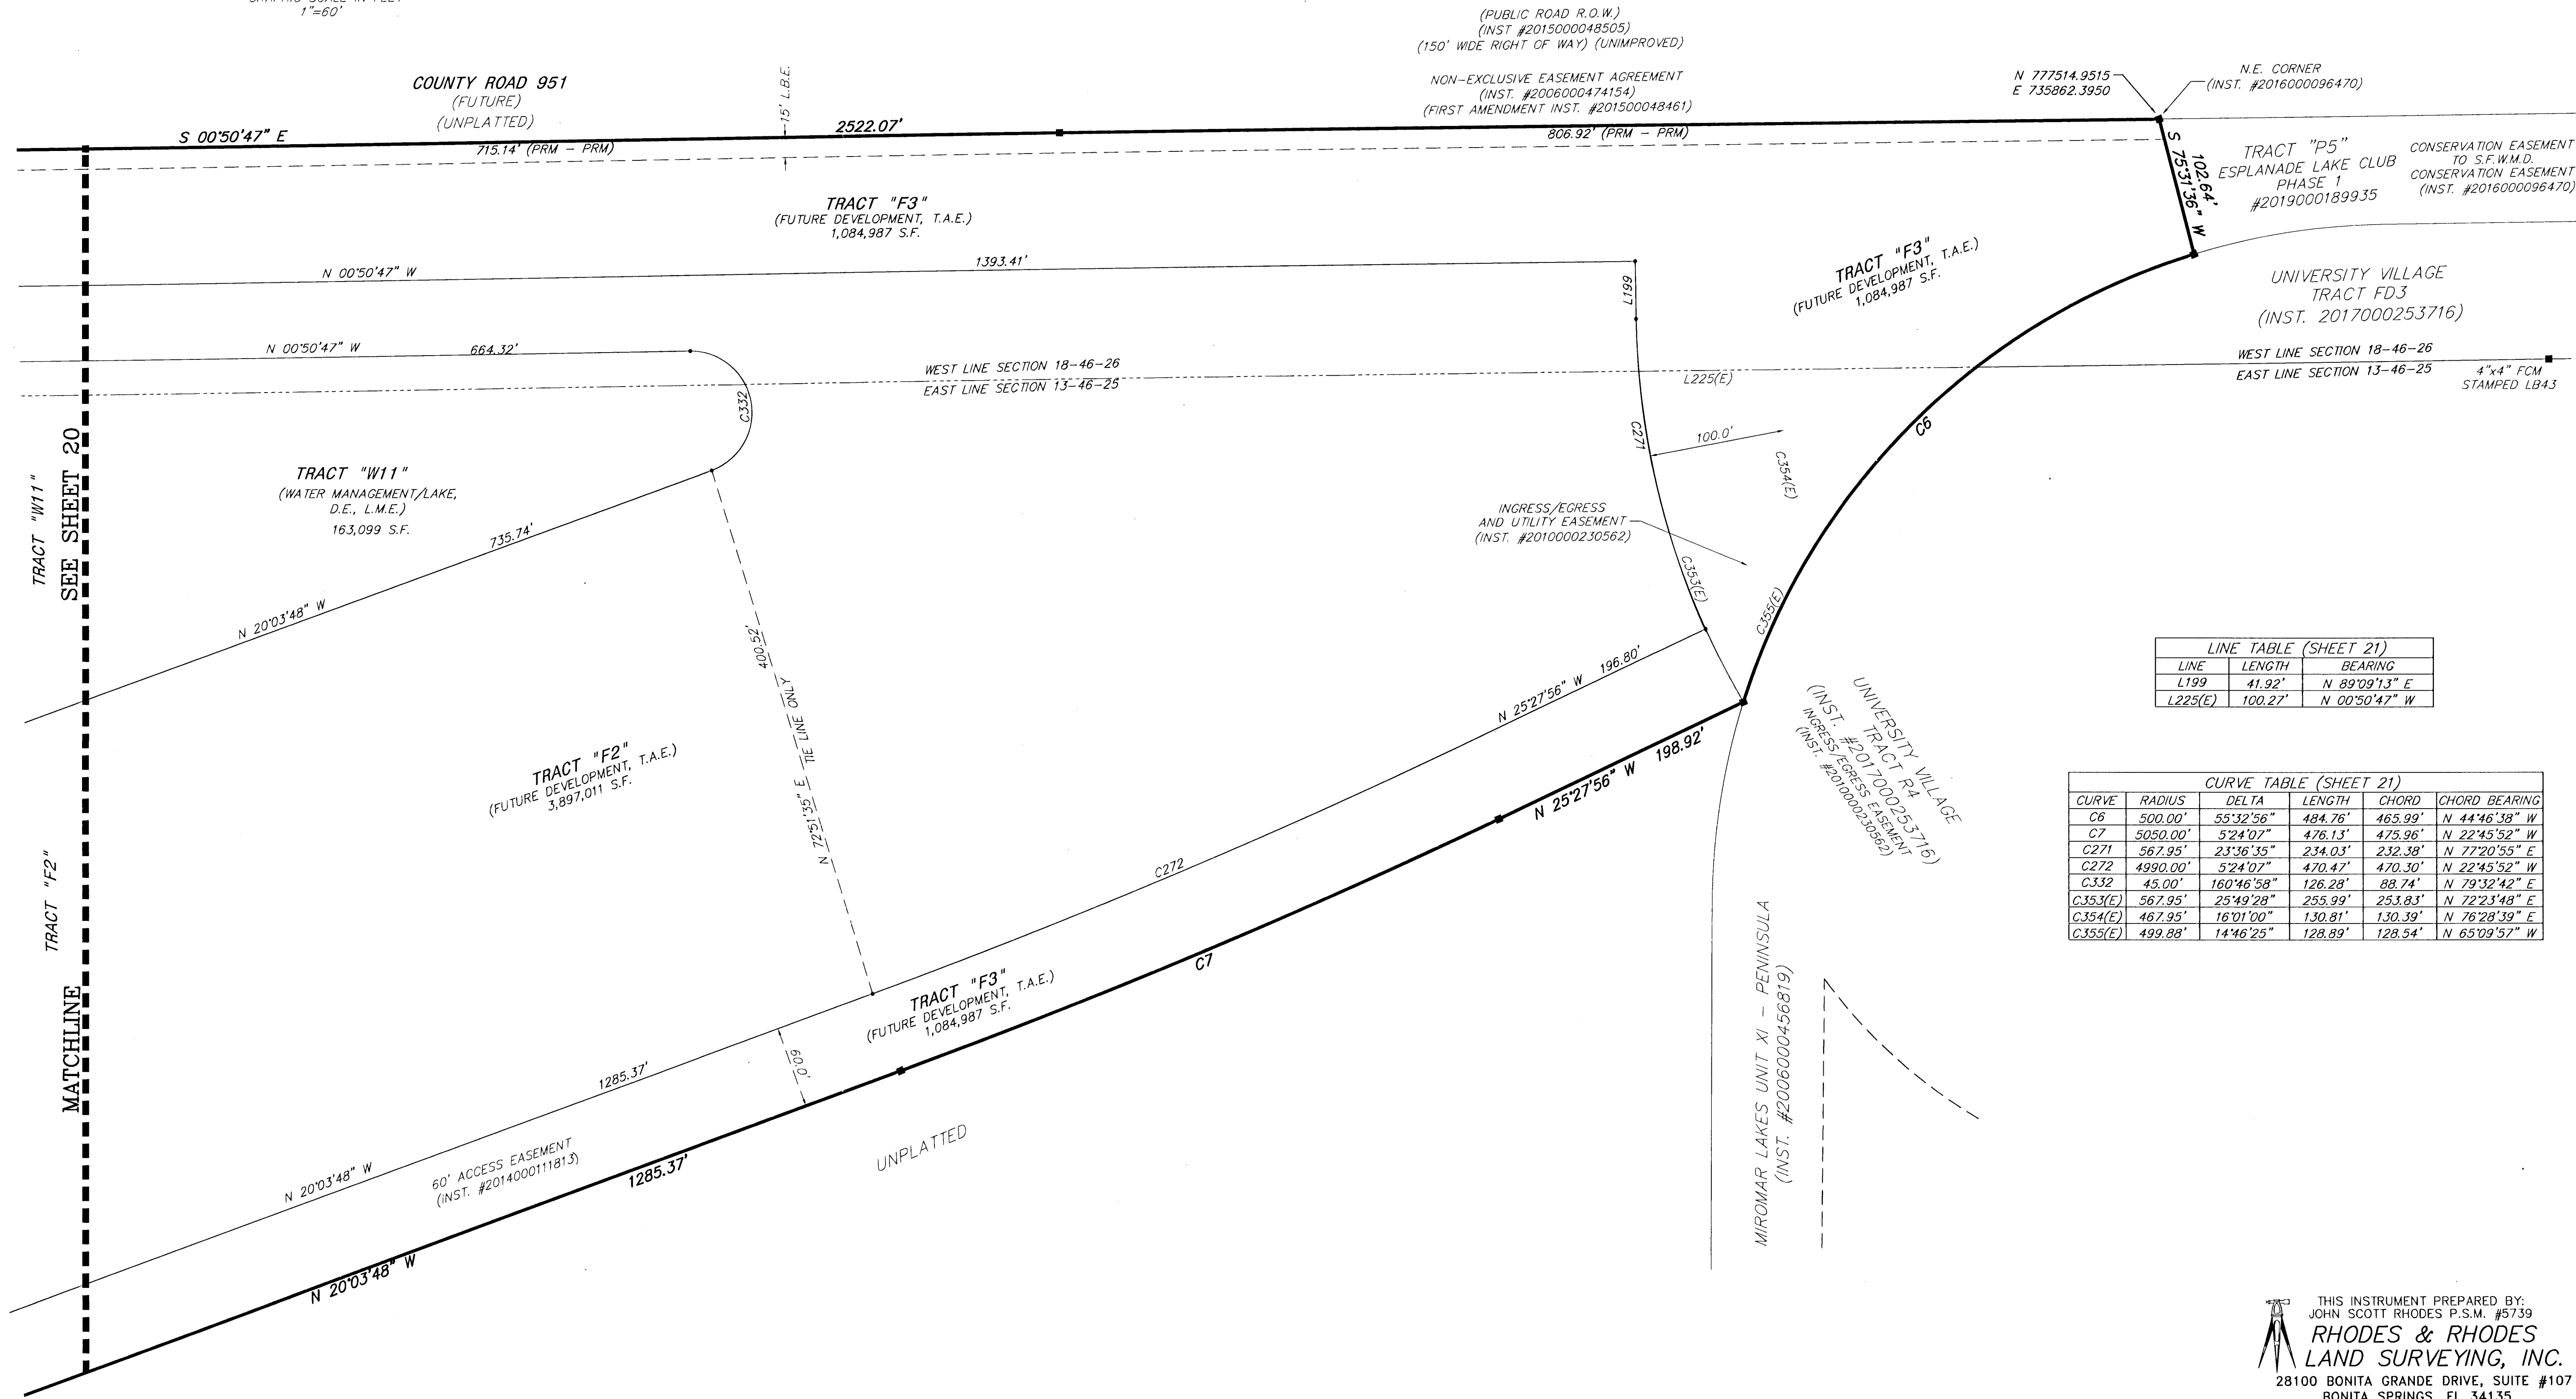 1"=60'
(PUBLIC ROAD R.O.W.)
(INST #2015000048505)
(150' WIDE RIGHT OF WAY) (UNIMPROVED)
COUNTY ROAD 951
(FUTURE)
(UNPLATTED)
15' L.B.E.
NON-EXCLUSIVE EASEMENT AGREEMENT
(INST. #2006000474154)
(FIRST AMENDMENT INST. #201500048461)
N 777514.9515
E 735862.3950
N.E. CORNER
(INST. #2016000096470)
S 00°50'47" E
2522.07'
715.14' (PRM - PRM)
806.92' (PRM - PRM)
102.64'
S 75°31'36" W
TRACT "P5"
ESPLANADE LAKE CLUB
PHASE 1
#2019000189935
CONSERVATION EASEMENT
TO S.F.W.M.D.
CONSERVATION EASEMENT
(INST. #2016000096470)
TRACT "F3"
(FUTURE DEVELOPMENT, T.A.E.)
1,084,987 S.F.
N 00°50'47" W
1393.41'
L199
TRACT "F3"
(FUTURE DEVELOPMENT, T.A.E.)
1,084,987 S.F.
UNIVERSITY VILLAGE
TRACT FD3
(INST. 2017000253716)
N 00°50'47" W
664.32'
C332
WEST LINE SECTION 18-46-26
EAST LINE SECTION 13-46-25
L225(E)
WEST LINE SECTION 18-46-26
EAST LINE SECTION 13-46-25
4"x4" FCM
STAMPED LB43
C271
100.0'
C354(E)
C6
TRACT "W11"
SEE SHEET 20
TRACT "W11"
(WATER MANAGEMENT/LAKE,
D.E., L.M.E.)
163,099 S.F.
735.74'
N 20°03'48" W
INGRESS/EGRESS
AND UTILITY EASEMENT
(INST. #2010000230562)
C353(E)
C355(E)
N 72°51'35" E TIE LINE ONLY 400.52'
N 25°27'56" W 196.80'
N 25°27'56" W 198.92'
UNIVERSITY VILLAGE
TRACT R4
(INST. #2017000253716)
INGRESS/EGRESS EASEMENT
(INST. #2010000230562)
LINE TABLE (SHEET 21)
LINE LENGTH BEARING
L199 41.92' N 89°09'13" E
L225(E) 100.27' N 00°50'47" W
CURVE TABLE (SHEET 21)
CURVE RADIUS DELTA LENGTH CHORD CHORD BEARING
C6 500.00' 55°32'56" 484.76' 465.99' N 44°46'38" W
C7 5050.00' 5°24'07" 476.13' 475.96' N 22°45'52" W
C271 567.95' 23°36'35" 234.03' 232.38' N 77°20'55" E
C272 4990.00' 5°24'07" 470.47' 470.30' N 22°45'52" W
C332 45.00' 160°46'58" 126.28' 88.74' N 79°32'42" E
C353(E) 567.95' 25°49'28" 255.99' 253.83' N 72°23'48" E
C354(E) 467.95' 16°01'00" 130.81' 130.39' N 76°28'39" E
C355(E) 499.88' 14°46'25" 128.89' 128.54' N 65°09'57" W
TRACT "F2"
(FUTURE DEVELOPMENT, T.A.E.)
3,897,011 S.F.
C272
C7
TRACT "F2"
MATCHLINE
TRACT "F3"
(FUTURE DEVELOPMENT, T.A.E.)
1,084,987 S.F.
60.0'
1285.37'
N 20°03'48" W
60' ACCESS EASEMENT
(INST. #2014000111813)
1285.37'
N 20°03'48" W
UNPLATTED
MIROMAR LAKES UNIT XI - PENINSULA
(INST. #2006000456819)
THIS INSTRUMENT PREPARED BY:
JOHN SCOTT RHODES P.S.M. #5739
RHODES & RHODES
LAND SURVEYING, INC.
28100 BONITA GRANDE DRIVE, SUITE #107
BONITA SPRINGS, FL 34135